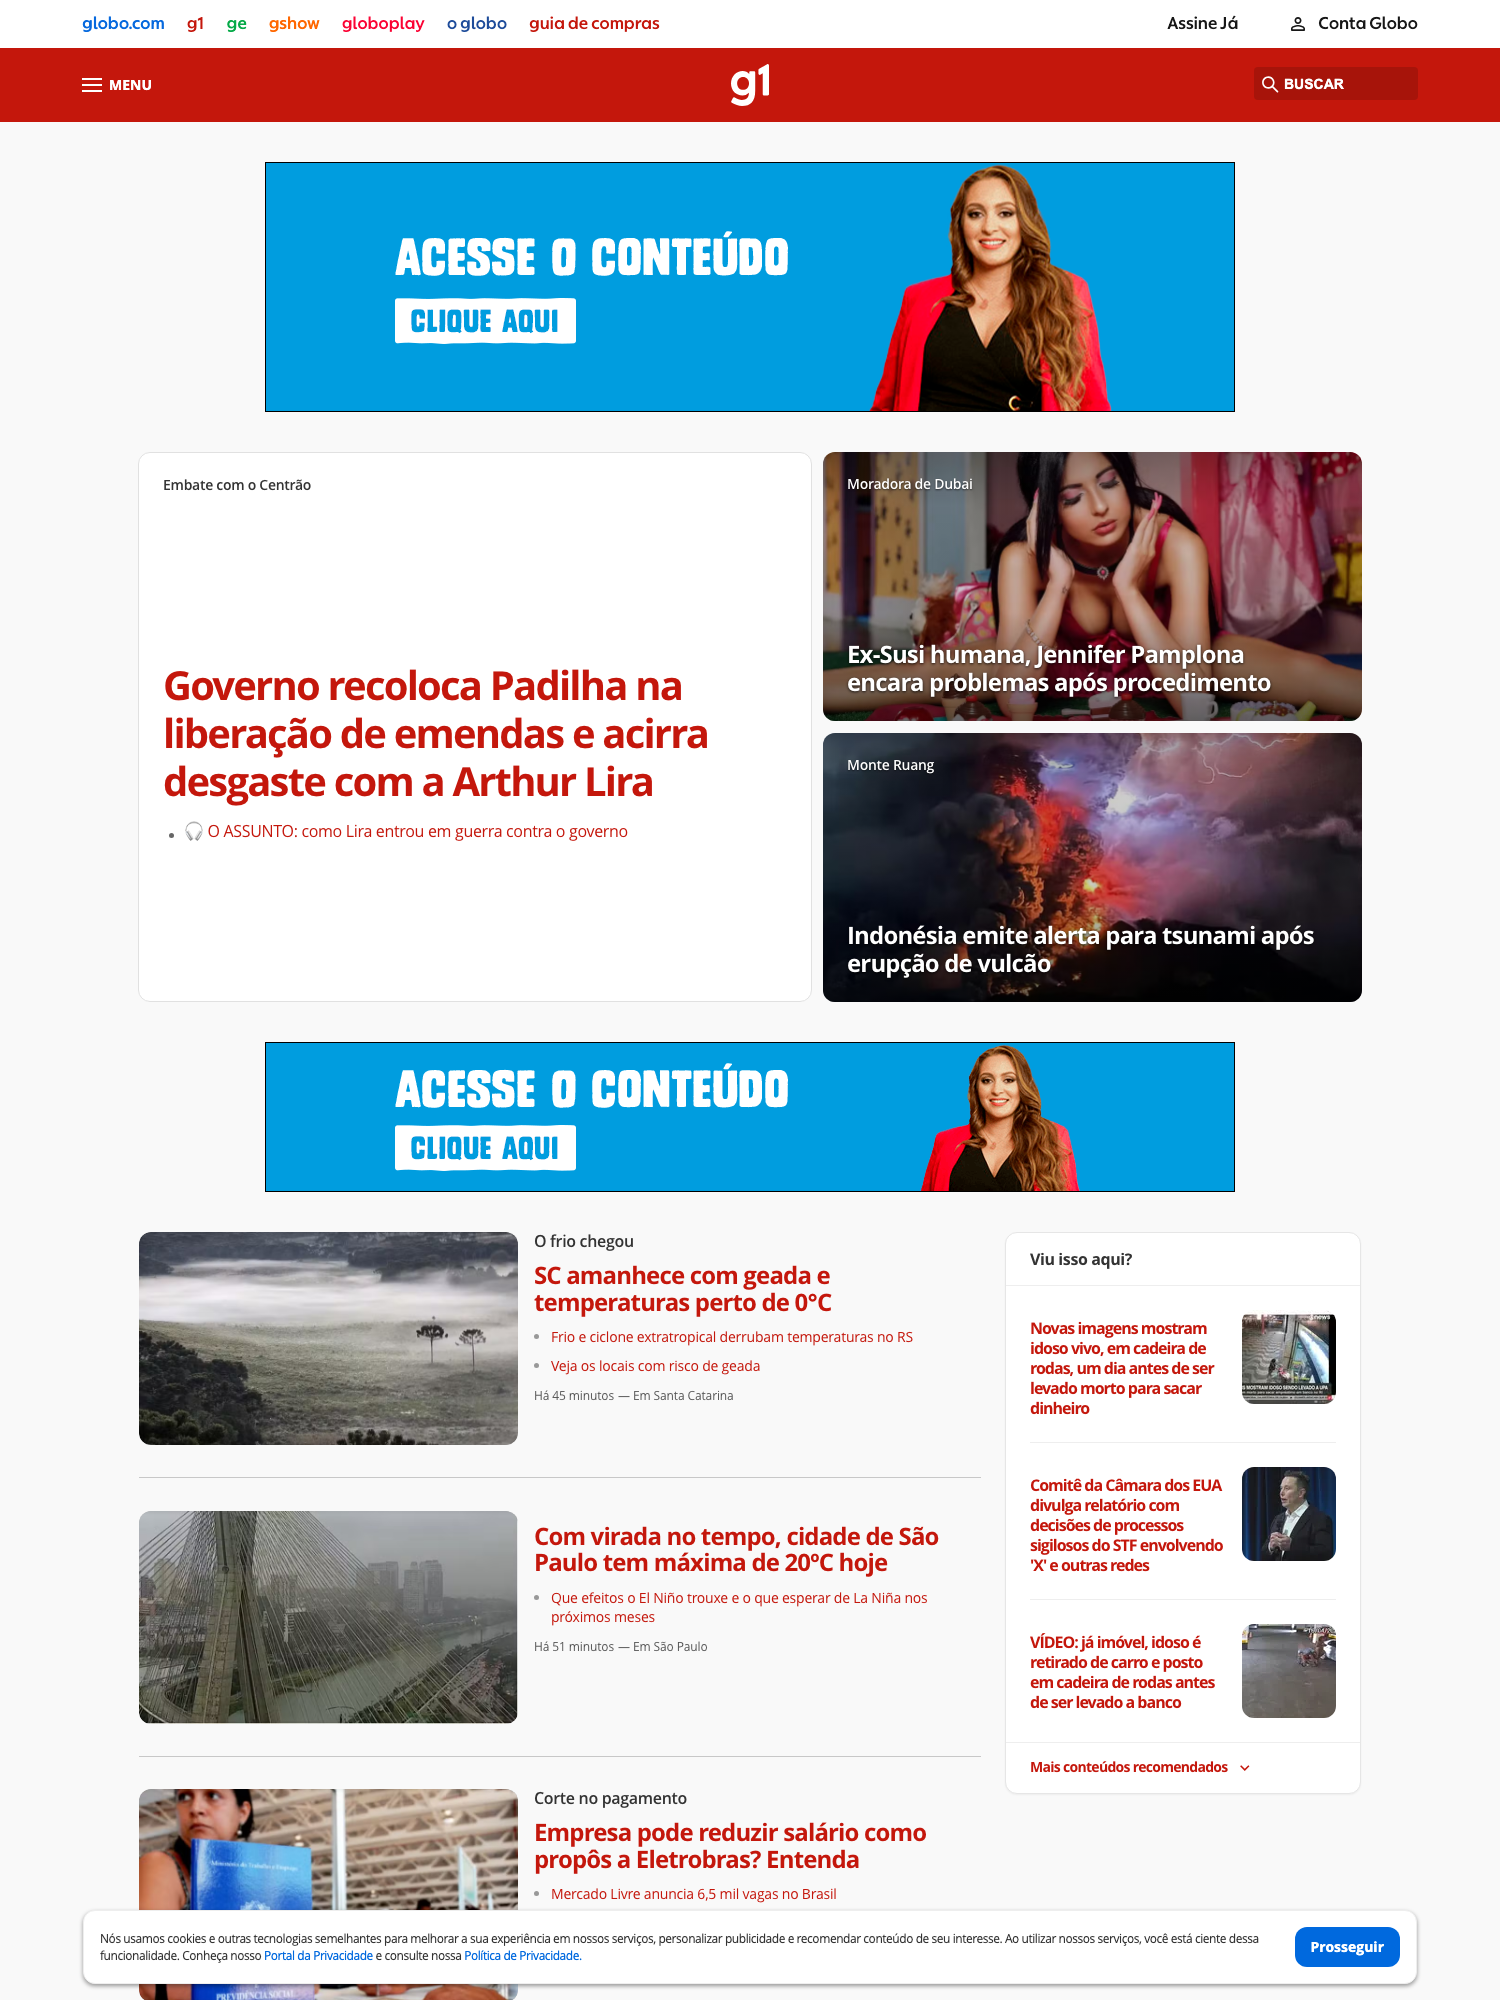 globo.com g1 ge gshow globoplay o globo guia de compras Assine Já Conta Globo
MENU g1 BUSCAR
ACESSE O CONTEÚDO
CLIQUE AQUI
Embate com o Centrão
Governo recoloca Padilha na
liberação de emendas e acirra
desgaste com a Arthur Lira
O ASSUNTO: como Lira entrou em guerra contra o governo
Moradora de Dubai
Ex-Susi humana, Jennifer Pamplona
encara problemas após procedimento
Monte Ruang
Indonésia emite alerta para tsunami após
erupção de vulcão
ACESSE O CONTEÚDO
CLIQUE AQUI
O frio chegou
SC amanhece com geada e
temperaturas perto de 0°C
Frio e ciclone extratropical derrubam temperaturas no RS
Veja os locais com risco de geada
Há 45 minutos — Em Santa Catarina
Com virada no tempo, cidade de São
Paulo tem máxima de 20ºC hoje
Que efeitos o El Niño trouxe e o que esperar de La Niña nos
próximos meses
Há 51 minutos — Em São Paulo
Corte no pagamento
Empresa pode reduzir salário como
propôs a Eletrobras? Entenda
Mercado Livre anuncia 6,5 mil vagas no Brasil
Viu isso aqui?
Novas imagens mostram
idoso vivo, em cadeira de
rodas, um dia antes de ser
levado morto para sacar
dinheiro
Comitê da Câmara dos EUA
divulga relatório com
decisões de processos
sigilosos do STF envolvendo
'X' e outras redes
VÍDEO: já imóvel, idoso é
retirado de carro e posto
em cadeira de rodas antes
de ser levado a banco
Mais conteúdos recomendados
Nós usamos cookies e outras tecnologias semelhantes para melhorar a sua experiência em nossos serviços, personalizar publicidade e recomendar conteúdo de seu interesse. Ao utilizar nossos serviços, você está ciente dessa
funcionalidade. Conheça nosso Portal da Privacidade e consulte nossa Política de Privacidade.
Prosseguir
PREVIDÊNCIA SOCIAL